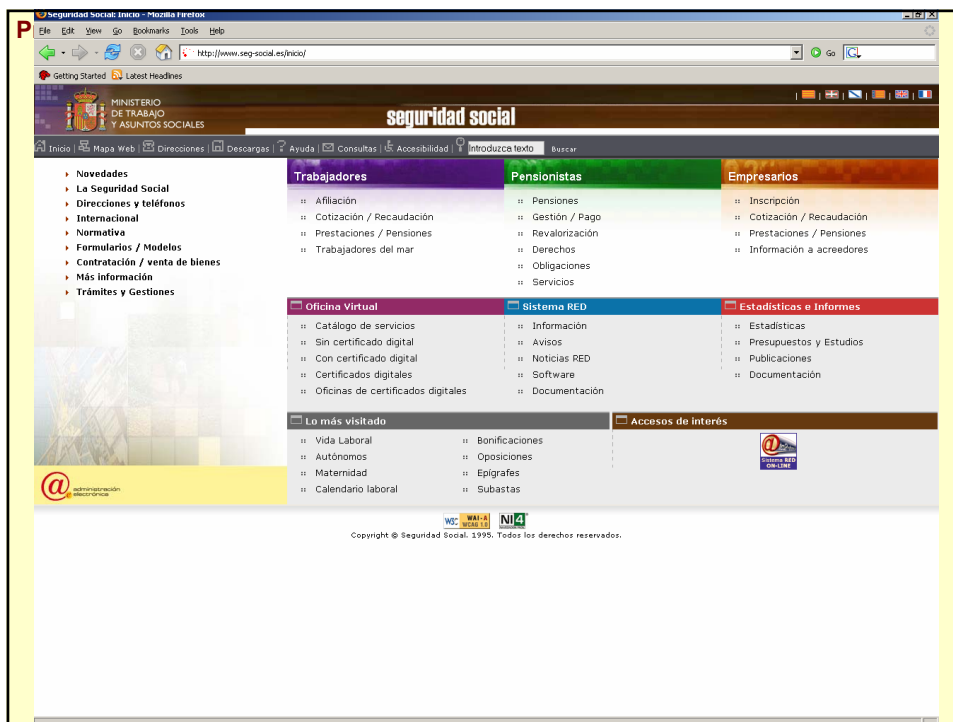 P
Seguridad Social: Inicio - Mozilla Firefox
File Edit View Go Bookmarks Tools Help
http://www.seg-social.es/inicio/
Go
G
Getting Started Latest Headlines
MINISTERIO
DE TRABAJO
Y ASUNTOS SOCIALES
seguridad social
Inicio | Mapa Web | Direcciones | Descargas | Ayuda | Consultas | Accesibilidad | Introduzca texto Buscar
Novedades
La Seguridad Social
Direcciones y teléfonos
Internacional
Normativa
Formularios / Modelos
Contratación / venta de bienes
Más información
Trámites y Gestiones
administración
electrónica
Trabajadores
Afiliación
Cotización / Recaudación
Prestaciones / Pensiones
Trabajadores del mar
Pensionistas
Pensiones
Gestión / Pago
Revalorización
Derechos
Obligaciones
Servicios
Empresarios
Inscripción
Cotización / Recaudación
Prestaciones / Pensiones
Información a acreedores
Oficina Virtual
Catálogo de servicios
Sin certificado digital
Con certificado digital
Certificados digitales
Oficinas de certificados digitales
Sistema RED
Información
Avisos
Noticias RED
Software
Documentación
Estadísticas e Informes
Estadísticas
Presupuestos y Estudios
Publicaciones
Documentación
Lo más visitado
Vida Laboral
Autónomos
Maternidad
Calendario laboral
Bonificaciones
Oposiciones
Epígrafes
Subastas
Accesos de interés
Sistema RED
ON-LINE
W3C WAI-A
WCAG 1.0
NI4
Copyright © Seguridad Social. 1995. Todos los derechos reservados.